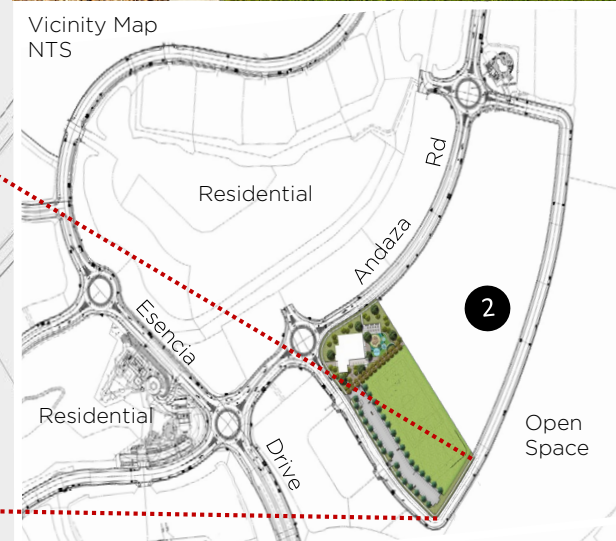 Vicinity Map
NTS
Residential
Andaza Rd
Esencia Drive
2
Residential
Open
Space